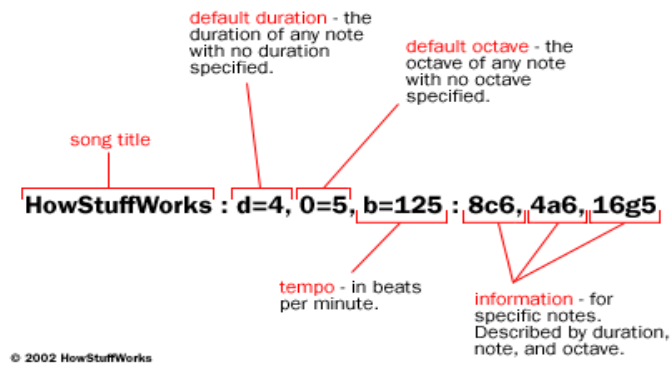 default duration - the
duration of any note
with no duration
specified.
default octave - the
octave of any note
with no octave
specified.
song title
HowStuffWorks : d=4, 0=5, b=125 : 8c6, 4a6, 16g5
tempo - in beats
per minute.
information - for
specific notes.
Described by duration,
note, and octave.
© 2002 HowStuffWorks